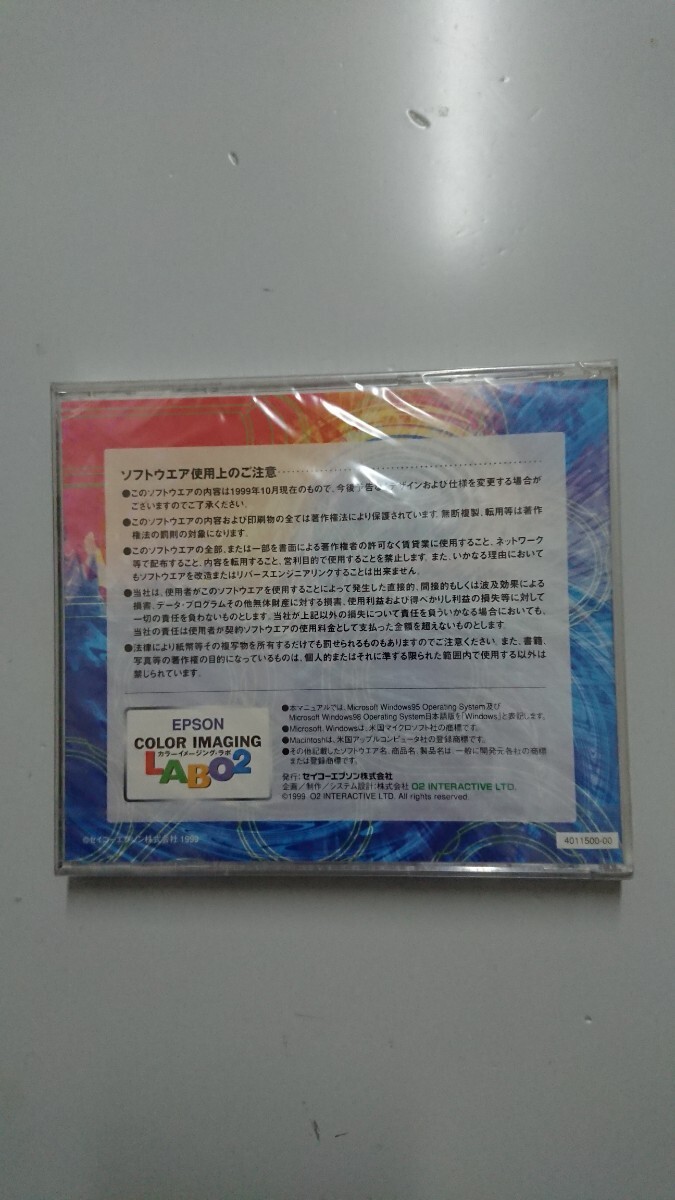 ソフトウエア使用上のご注意
●このソフトウエアの内容は1999年10月現在のもので、今後予告なくデザインおよび仕様を変更する場合が
ございますのでご了承ください。
●このソフトウエアの内容および印刷物の全ては著作権法により保護されています。無断複製、転用等は著作
権法の罰則の対象になります。
●このソフトウエアの全部、または一部を書面による著作権者の許可なく賃貸業に使用すること、ネットワーク
等で配布すること、内容を転用すること、営利目的で使用することを禁止します。また、いかなる理由において
もソフトウエアを改造またはリバースエンジニアリングすることは出来ません。
●当社は、使用者がこのソフトウエアを使用することによって発生した直接的、間接的もしくは波及効果による
損害、データ・プログラムその他無体財産に対する損害、使用利益および得べかりし利益の損失等に対して
一切の責任を負わないものとします。当社が上記以外の損失について責任を負ういかなる場合においても、
当社の責任は使用者が契約ソフトウエアの使用料金として支払った金額を超えないものとします。
●法律により紙幣等その複写物を所有するだけでも罰せられるものもありますのでご注意ください。また、書籍、
写真等の著作権の目的になっているものは、個人的またはそれに準ずる限られた範囲内で使用する以外は
禁じられています。
EPSON
COLOR IMAGING
カラーイメージング・ラボ
LABO2
●本マニュアルでは、Microsoft Windows95 Operating System及び
Microsoft Windows98 Operating System日本語版を「Windows」と表記します。
●Microsoft、Windowsは、米国マイクロソフト社の商標です。
●Macintoshは、米国アップルコンピュータ社の登録商標です。
●その他記載したソフトウエア名、商品名、製品名は、一般に開発元各社の商標
または登録商標です。
発行：セイコーエプソン株式会社
企画／制作／システム設計：株式会社 O2 INTERACTIVE LTD.
©1999 O2 INTERACTIVE LTD. All rights reserved.
©セイコーエプソン株式会社 1999
4011500-00